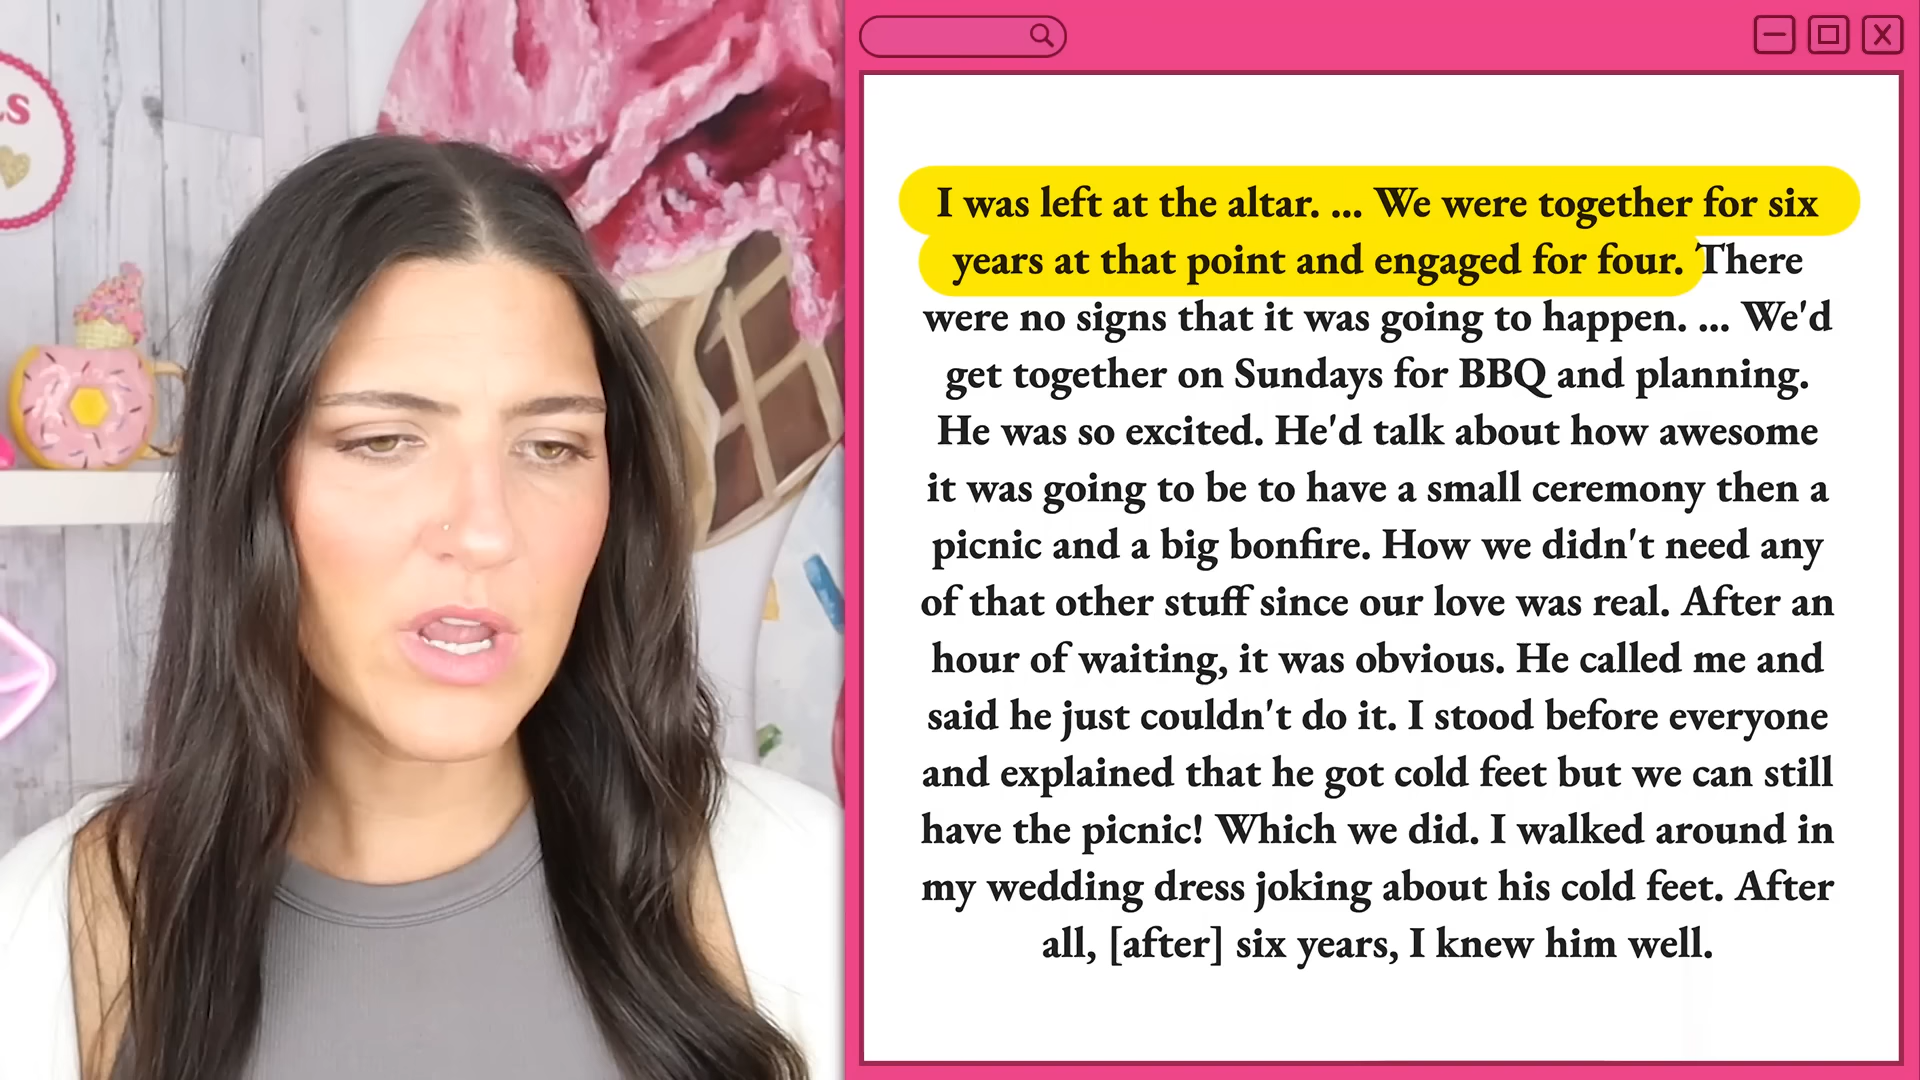 LS
I was left at the altar. ... We were together for six
years at that point and engaged for four. There
were no signs that it was going to happen. ... We'd
get together on Sundays for BBQ and planning.
He was so excited. He'd talk about how awesome
it was going to be to have a small ceremony then a
picnic and a big bonfire. How we didn't need any
of that other stuff since our love was real. After an
hour of waiting, it was obvious. He called me and
said he just couldn't do it. I stood before everyone
and explained that he got cold feet but we can still
have the picnic! Which we did. I walked around in
my wedding dress joking about his cold feet. After
all, [after] six years, I knew him well.